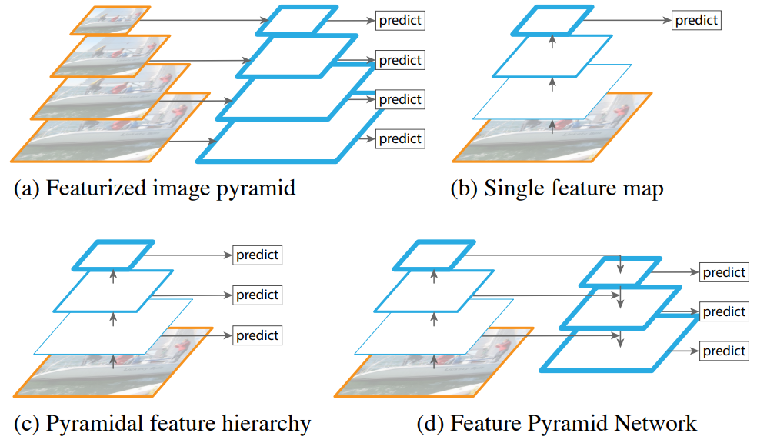 predict
predict
predict
predict
(a) Featurized image pyramid
predict
(b) Single feature map
predict
predict
predict
(c) Pyramidal feature hierarchy
predict
predict
predict
(d) Feature Pyramid Network